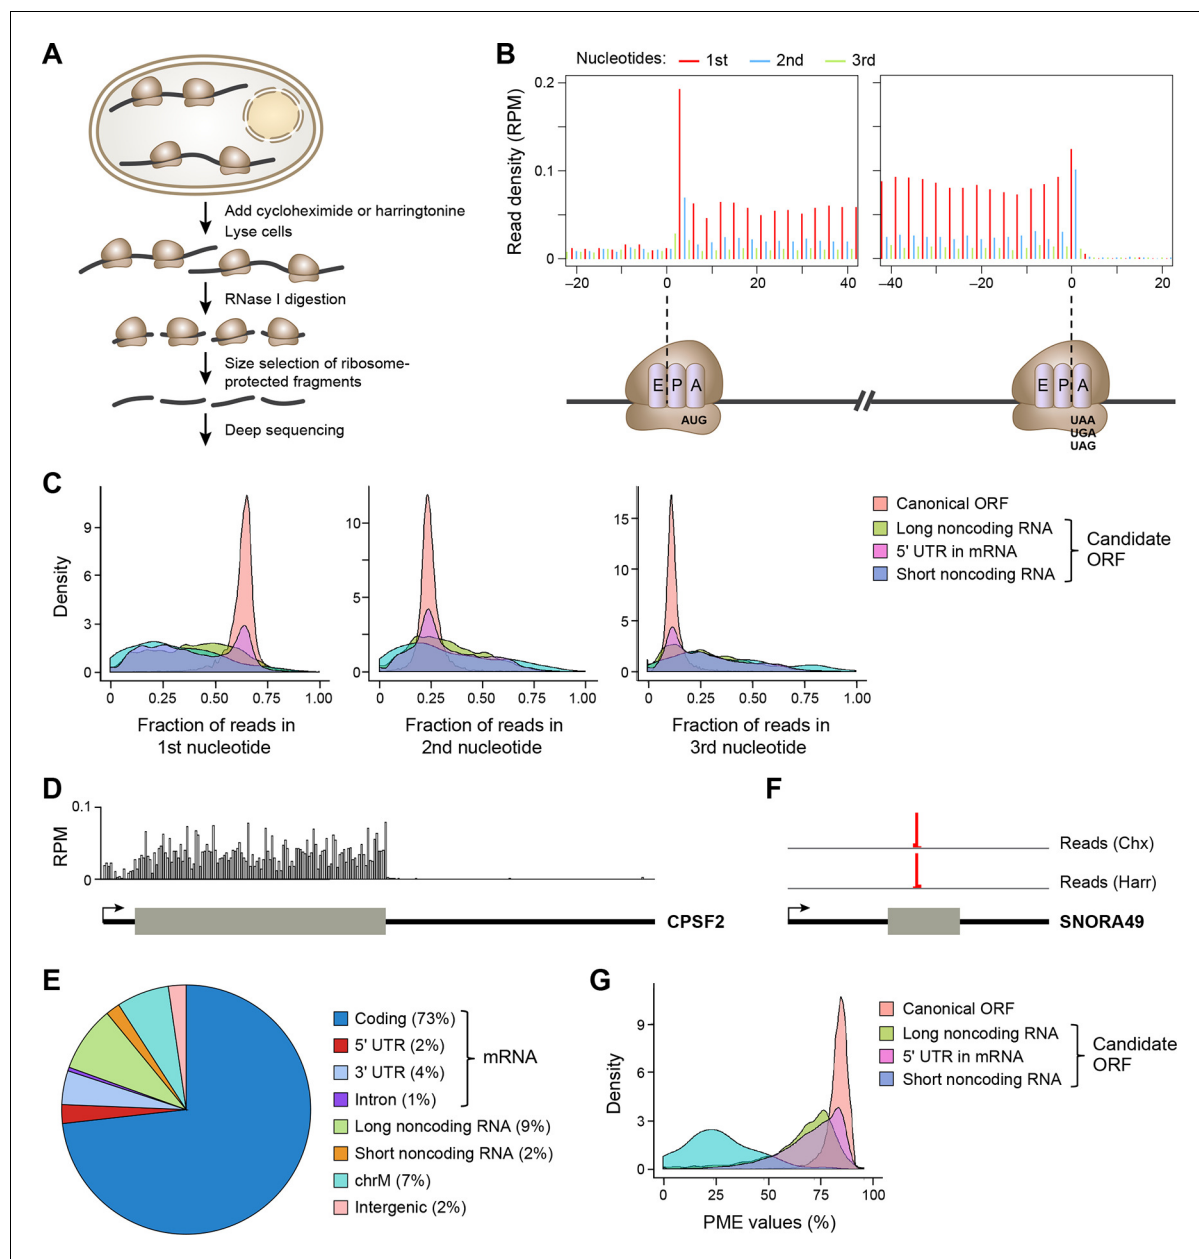 A
Add cycloheximide or harringtonine
Lyse cells
RNase I digestion
Size selection of ribosome-
protected fragments
Deep sequencing
B
Nucleotides: 1st 2nd 3rd
Read density (RPM)
0.2
0.1
0
–20 0 20 40
–40 –20 0 20
E P A
AUG
E P A
UAA
UGA
UAG
C
Density
9
6
3
0
0 0.25 0.50 0.75 1.00
Fraction of reads in
1st nucleotide
10
5
0
0 0.25 0.50 0.75 1.00
Fraction of reads in
2nd nucleotide
15
10
5
0
0 0.25 0.50 0.75 1.00
Fraction of reads in
3rd nucleotide
Canonical ORF
Long noncoding RNA
5' UTR in mRNA
Short noncoding RNA
Candidate
ORF
D
RPM
0.1
0
CPSF2
F
Reads (Chx)
Reads (Harr)
SNORA49
E
Coding (73%)
5' UTR (2%)
3' UTR (4%)
Intron (1%)
mRNA
Long noncoding RNA (9%)
Short noncoding RNA (2%)
chrM (7%)
Intergenic (2%)
G
Density
9
6
3
0
0 25 50 75 100
PME values (%)
Canonical ORF
Long noncoding RNA
5' UTR in mRNA
Short noncoding RNA
Candidate
ORF